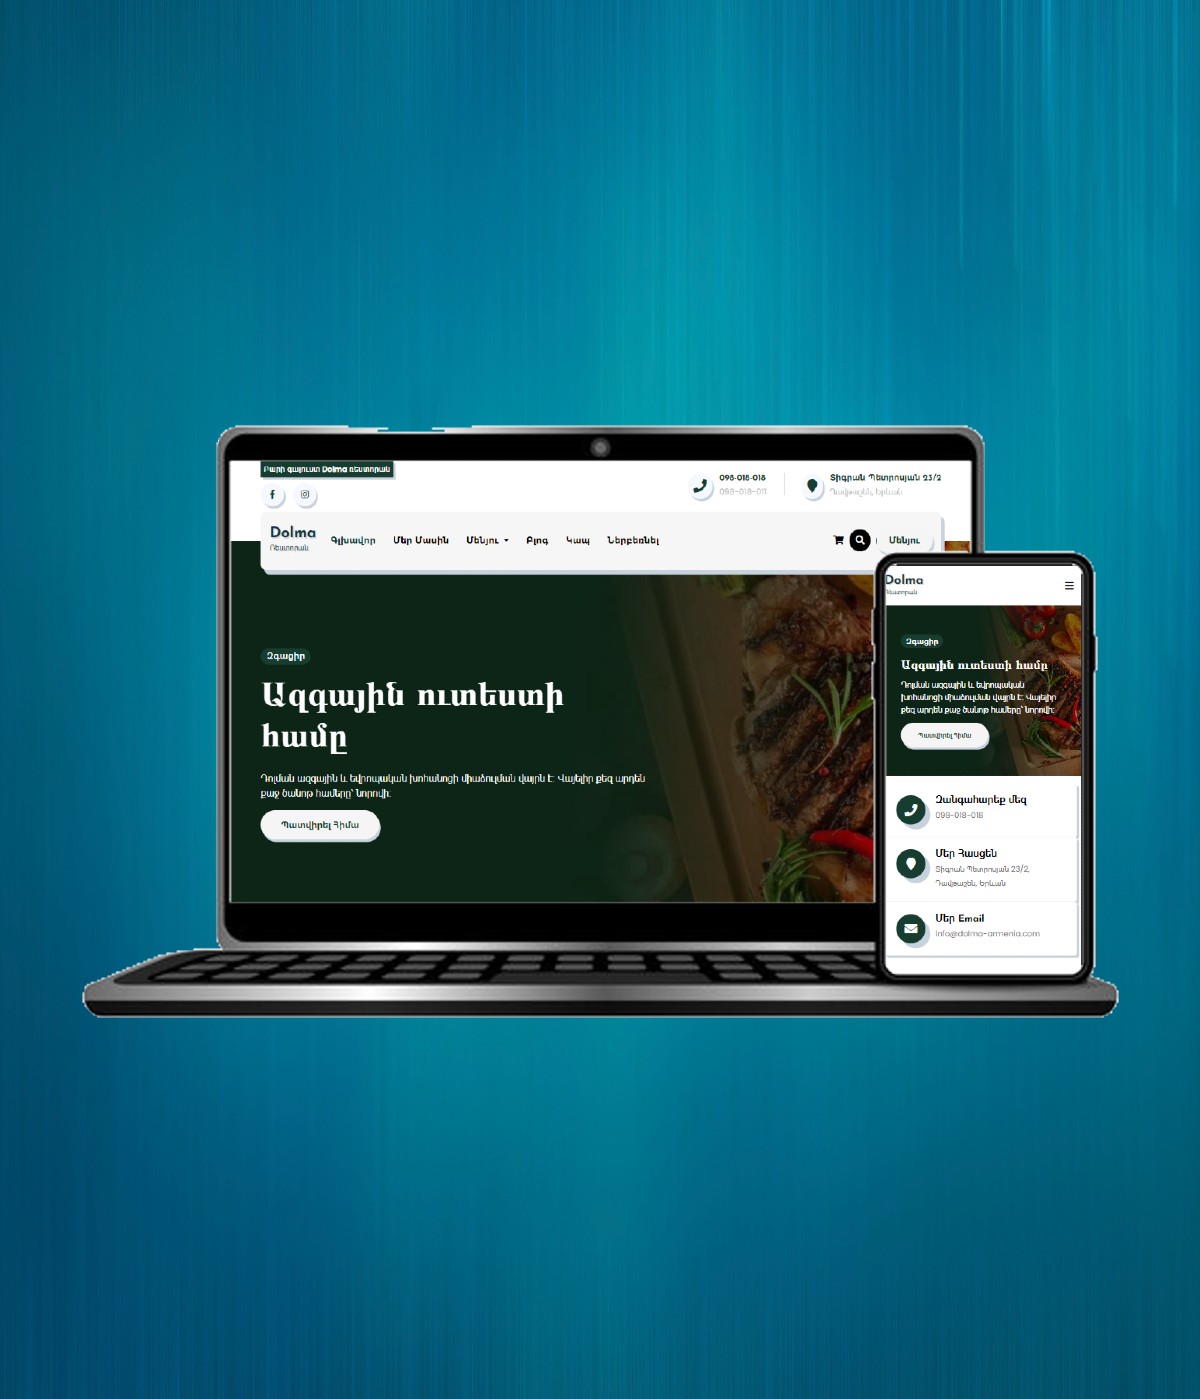 Բարի գալուստ Dolma ռեստորան
098-018-018
098-018-011
Տիգրան Պետրոսյան 23/2
Դավթաշեն, Երևան
Dolma
Ռեստորան
Գլխավոր
Մեր Մասին
Մենյու
Բլոգ
Կապ
Ներբեռնել
Մենյու
Զգացիր
Ազգային ուտեստի
համը
Դոլման ազգային և եվրոպական խոհանոցի միաձուլման վայրն է: Վայելիր քեզ արդեն
քաջ ծանոթ համերը՝ նորովի:
Պատվիրել Հիմա
Dolma
Ռեստորան
Զգացիր
Ազգային ուտեստի համը
Դոլման ազգային և եվրոպական
խոհանոցի միաձուլման վայրն է: Վայելիր
քեզ արդեն քաջ ծանոթ համերը՝ նորովի:
Պատվիրել Հիմա
Զանգահարեք մեզ
098-018-018
Մեր Հասցեն
Տիգրան Պետրոսյան 23/2,
Դավթաշեն, Երևան
Մեր Email
info@dolma-armenia.com